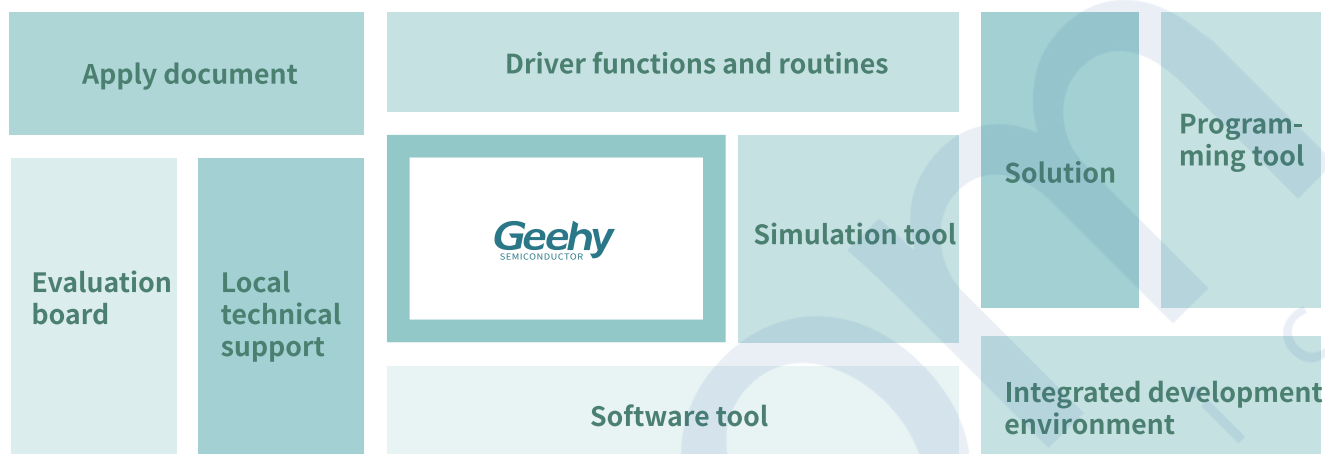 Apply document
Driver functions and routines
Solution
Program-
ming tool
Evaluation
board
Local
technical
support
Geehy
SEMICONDUCTOR
Simulation tool
Software tool
Integrated development
environment